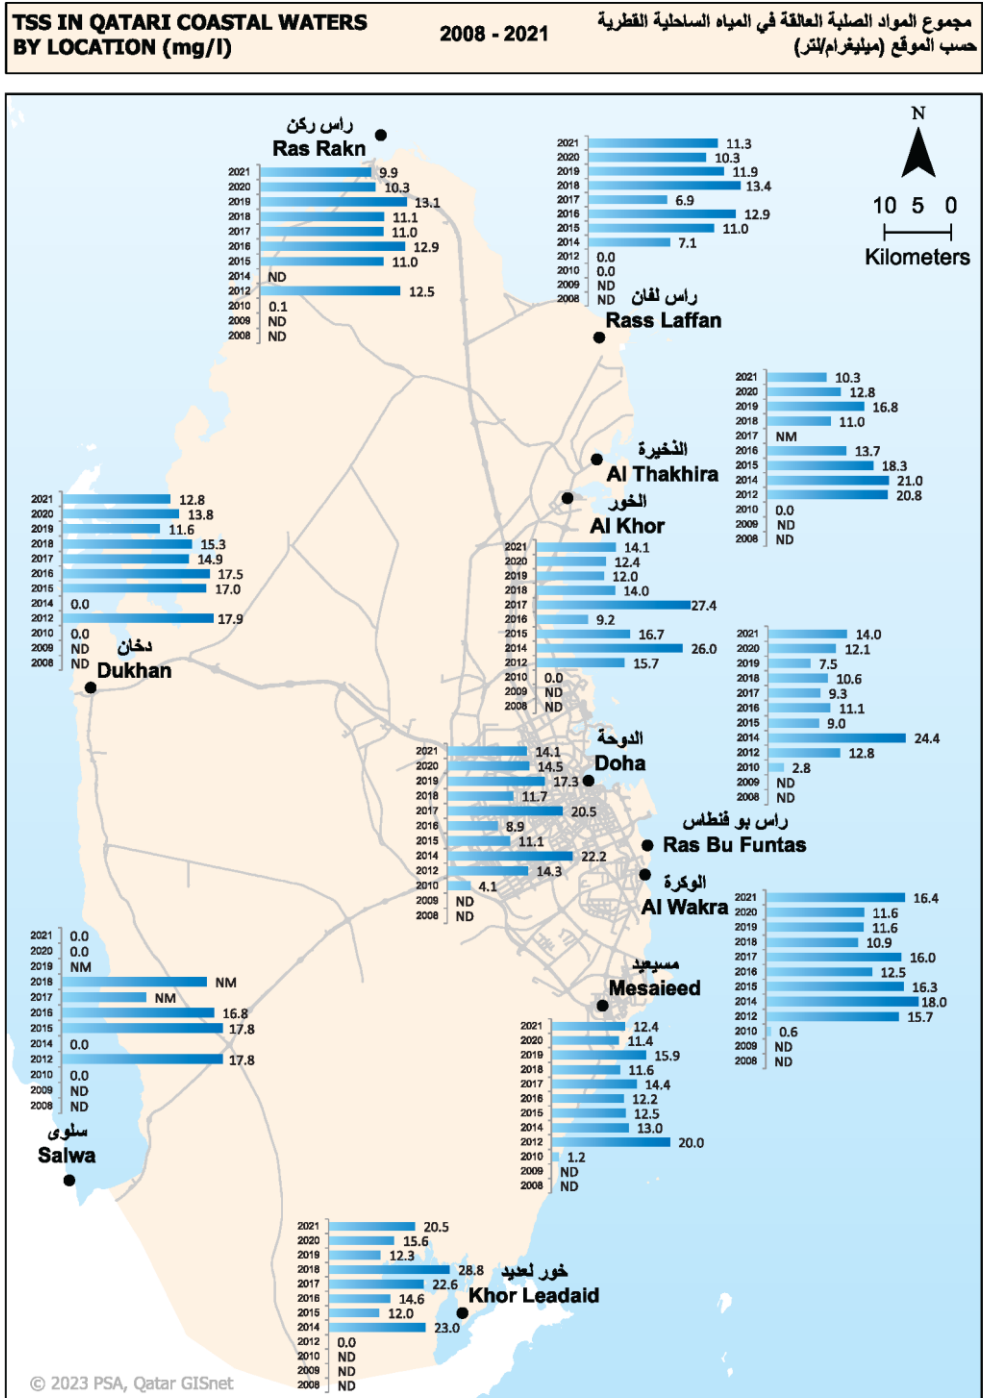 TSS IN QATARI COASTAL WATERS
BY LOCATION (mg/l)
2008 - 2021
مجموع المواد الصلبة العالقة في المياه الساحلية القطرية
حسب الموقع (ميليغرام/لتر)
N
10 5 0
Kilometers
راس ركن
Ras Rakn
2021 9.9
2020 10.3
2019 13.1
2018 11.1
2017 11.0
2016 12.9
2015 11.0
2014 ND
2012 12.5
2010 0.1
2009 ND
2008 ND
2021 11.3
2020 10.3
2019 11.9
2018 13.4
2017 6.9
2016 12.9
2015 11.0
2014 7.1
2012 0.0
2010 0.0
2009 ND
2008 ND
راس لفان
Rass Laffan
2021 10.3
2020 12.8
2019 16.8
2018 11.0
2017 NM
2016 13.7
2015 18.3
2014 21.0
2012 20.8
2010 0.0
2009 ND
2008 ND
الذخيرة
Al Thakhira
الخور
Al Khor
2021 14.1
2020 12.4
2019 12.0
2018 14.0
2017 27.4
2016 9.2
2015 16.7
2014 26.0
2012 15.7
2010 0.0
2009 ND
2008 ND
2021 12.8
2020 13.8
2019 11.6
2018 15.3
2017 14.9
2016 17.5
2015 17.0
2014 0.0
2012 17.9
2010 0.0
2009 ND
2008 ND
دخان
Dukhan
2021 14.0
2020 12.1
2019 7.5
2018 10.6
2017 9.3
2016 11.1
2015 9.0
2014 24.4
2012 12.8
2010 2.8
2009 ND
2008 ND
الدوحة
Doha
2021 14.1
2020 14.5
2019 17.3
2018 11.7
2017 20.5
2016 8.9
2015 11.1
2014 22.2
2012 14.3
2010 4.1
2009 ND
2008 ND
راس بو فنطاس
Ras Bu Funtas
الوكرة
Al Wakra
2021 16.4
2020 11.6
2019 11.6
2018 10.9
2017 16.0
2016 12.5
2015 16.3
2014 18.0
2012 15.7
2010 0.6
2009 ND
2008 ND
مسيعيد
Mesaieed
2021 12.4
2020 11.4
2019 15.9
2018 11.6
2017 14.4
2016 12.2
2015 12.5
2014 13.0
2012 20.0
2010 1.2
2009 ND
2008 ND
2021 0.0
2020 0.0
2019 NM
2018 NM
2017 NM
2016 16.8
2015 17.8
2014 0.0
2012 17.8
2010 0.0
2009 ND
2008 ND
سلوى
Salwa
2021 20.5
2020 15.6
2019 12.3
2018 28.8
2017 22.6
2016 14.6
2015 12.0
2014 23.0
2012 0.0
2010 ND
2009 ND
2008 ND
خور لعديد
Khor Leadaid
© 2023 PSA, Qatar GISnet